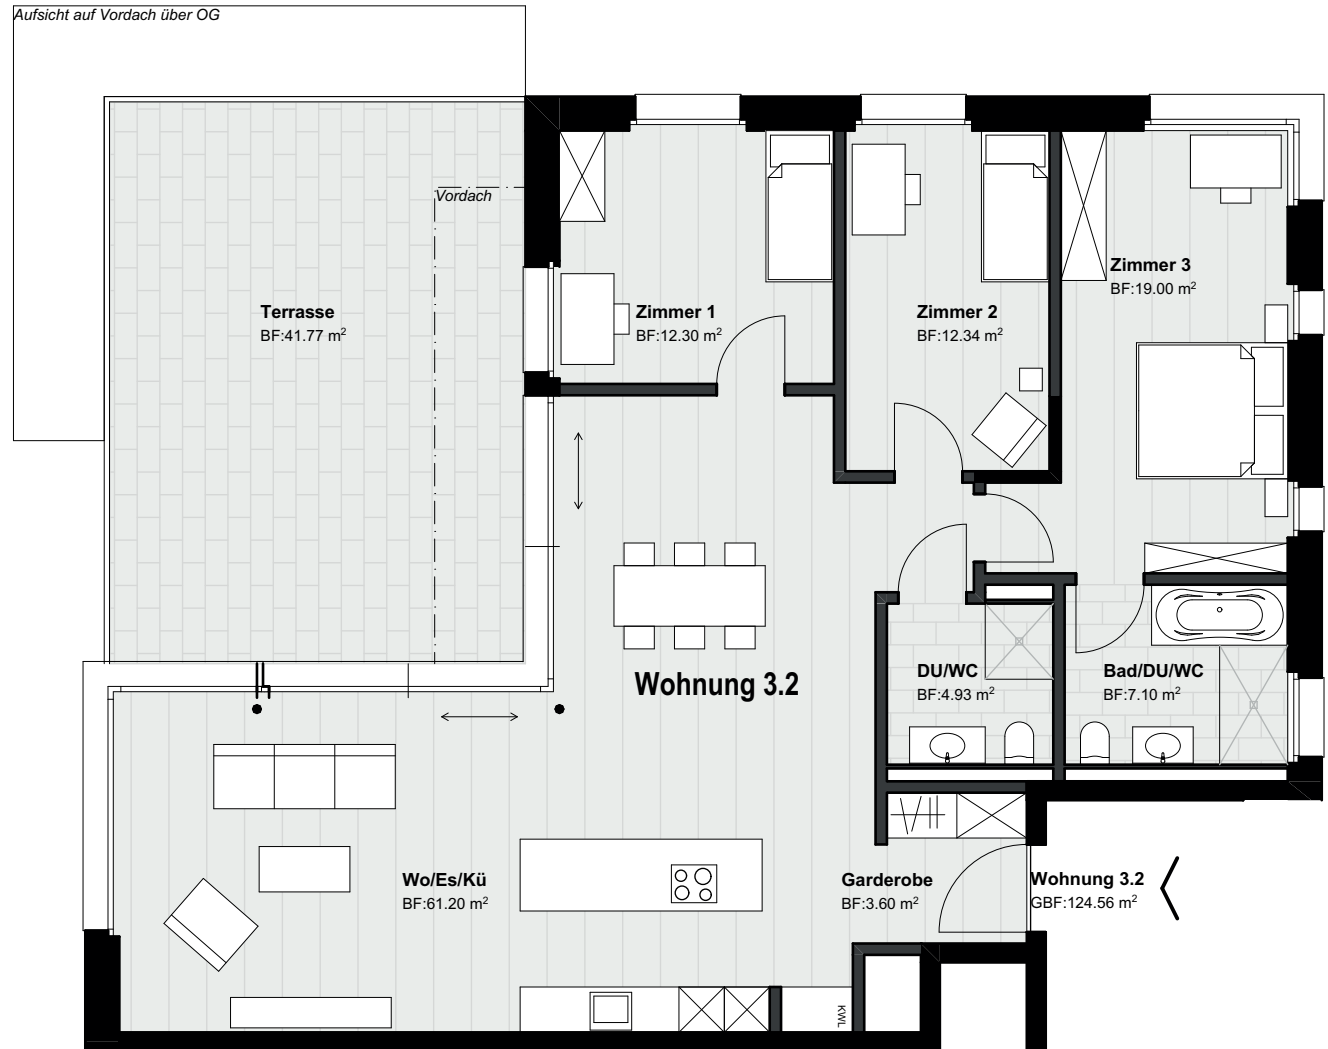 Aufsicht auf Vordach über OG
Vordach
Terrasse
BF:41.77 m²
Zimmer 1
BF:12.30 m²
Zimmer 2
BF:12.34 m²
Zimmer 3
BF:19.00 m²
Wohnung 3.2
DU/WC
BF:4.93 m²
Bad/DU/WC
BF:7.10 m²
Wo/Es/Kü
BF:61.20 m²
Garderobe
BF:3.60 m²
Wohnung 3.2
GBF:124.56 m²
KWL